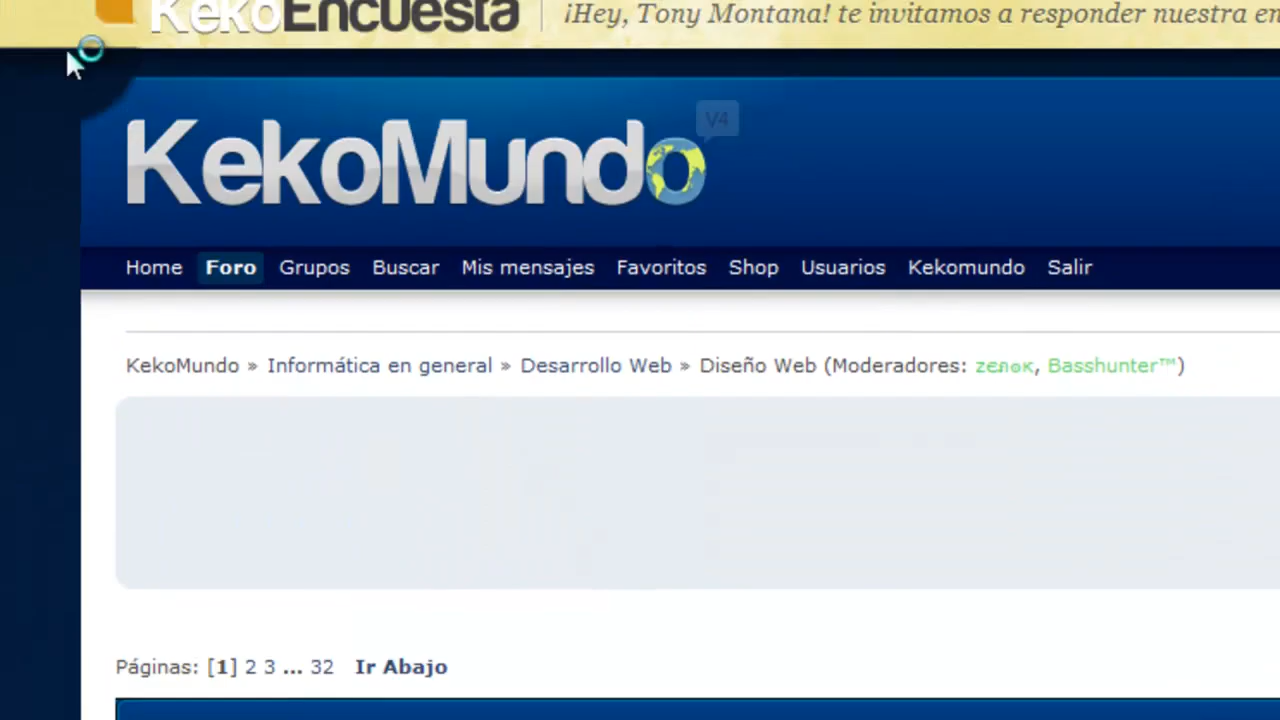 KekoEncuesta ¡Hey, Tony Montana! te invitamos a responder nuestra en
KekoMundo V4
Home Foro Grupos Buscar Mis mensajes Favoritos Shop Usuarios Kekomundo Salir
KekoMundo » Informática en general » Desarrollo Web » Diseño Web (Moderadores: zeɴoκ, Basshunter™)
Páginas: [1] 2 3 ... 32 Ir Abajo